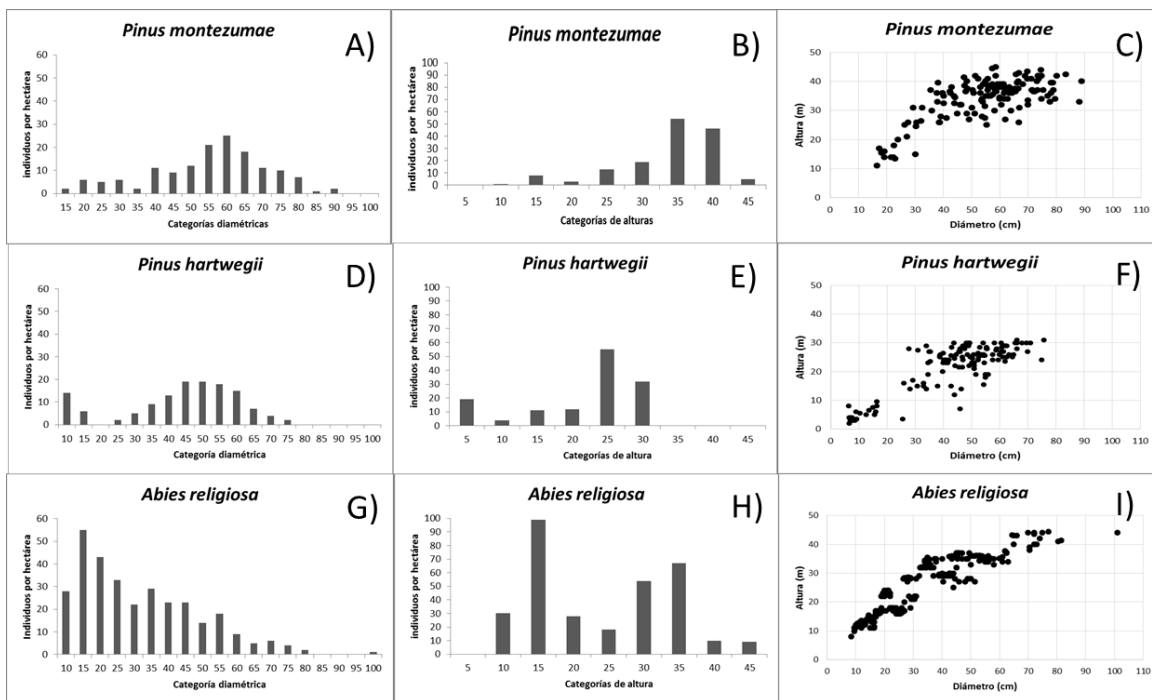 Pinus montezumae
A)
individuos por hectárea
60
50
40
30
20
10
0
15 20 25 30 35 40 45 50 55 60 65 70 75 80 85 90 95 100
Categorías diamétricas
Pinus montezumae
B)
individuos por hectárea
100
90
80
70
60
50
40
30
20
10
0
5 10 15 20 25 30 35 40 45
Categorías de alturas
Pinus montezumae
C)
Altura (m)
50
40
30
20
10
0
0 10 20 30 40 50 60 70 80 90 100 110
Diámetro (cm)
Pinus hartwegii
D)
Individuos por hectárea
60
50
40
30
20
10
0
10 15 20 25 30 35 40 45 50 55 60 65 70 75 80 85 90 95 100
Categoría diamétrica
Pinus hartwegii
E)
individuos por hectárea
100
90
80
70
60
50
40
30
20
10
0
5 10 15 20 25 30 35 40 45
Categorías de altura
Pinus hartwegii
F)
Altura (m)
50
40
30
20
10
0
0 10 20 30 40 50 60 70 80 90 100 110
Diámetro (cm)
Abies religiosa
G)
individuos por hectárea
60
50
40
30
20
10
0
10 15 20 25 30 35 40 45 50 55 60 65 70 75 80 85 90 95 100
Categoría diamétrica
Abies religiosa
H)
individuos por hectárea
100
90
80
70
60
50
40
30
20
10
0
5 10 15 20 25 30 35 40 45
Categorías de altura
Abies religiosa
I)
Altura (m)
50
40
30
20
10
0
0 10 20 30 40 50 60 70 80 90 100 110
Diámetro (cm)